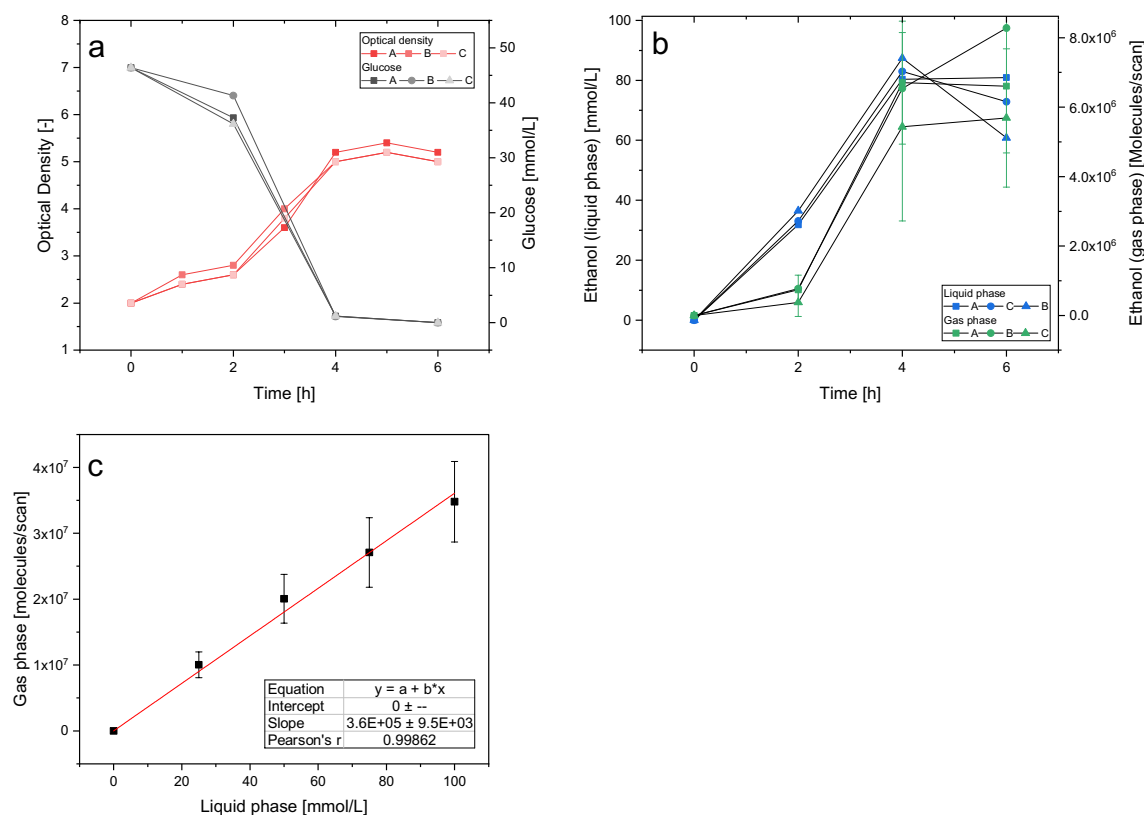 a
Optical Density [-]
8
7
6
5
4
3
2
1
0 2 4 6
Time [h]
50
40
30
20
10
0
Glucose [mmol/L]
Optical density
A B C
Glucose
A B C
b
Ethanol (liquid phase) [mmol/L]
100
80
60
40
20
0
0 2 4 6
Time [h]
8.0x10⁶
6.0x10⁶
4.0x10⁶
2.0x10⁶
0.0
Ethanol (gas phase) [Molecules/scan]
Liquid phase
A C B
Gas phase
A B C
c
Gas phase [molecules/scan]
4x10⁷
3x10⁷
2x10⁷
1x10⁷
0
0 20 40 60 80 100
Liquid phase [mmol/L]
Equation y = a + b*x
Intercept 0 ± --
Slope 3.6E+05 ± 9.5E+03
Pearson's r 0.99862